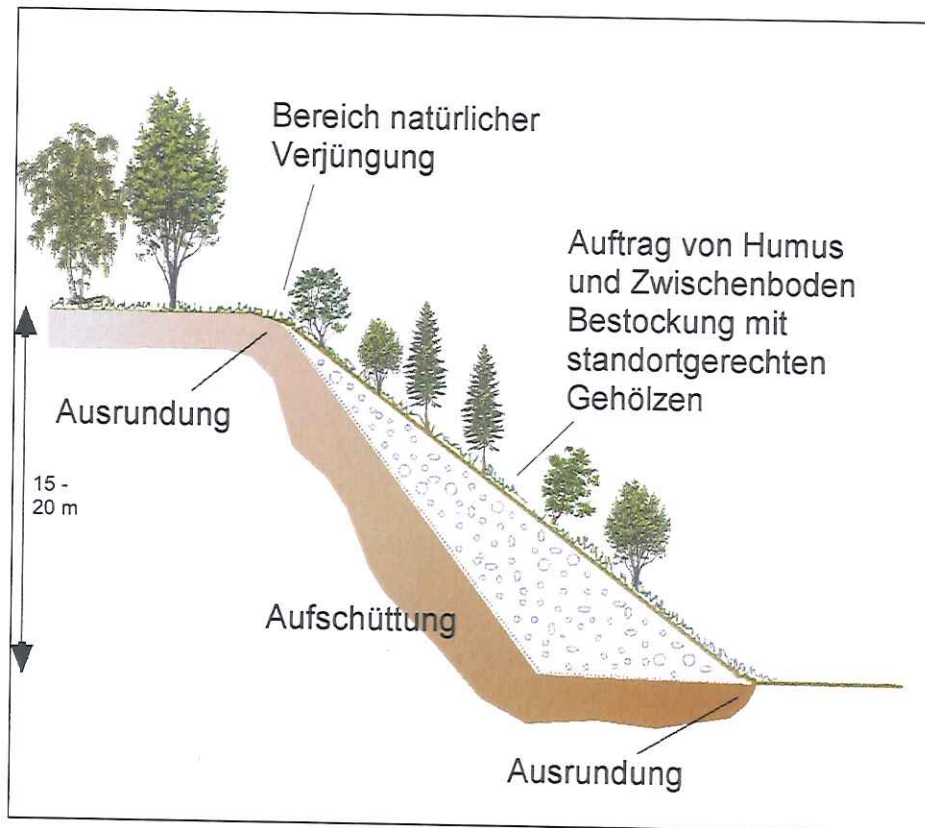 Bereich natürlicher
Verjüngung
Auftrag von Humus
und Zwischenboden
Bestockung mit
standortgerechten
Gehölzen
Ausrundung
15 -
20 m
Aufschüttung
Ausrundung